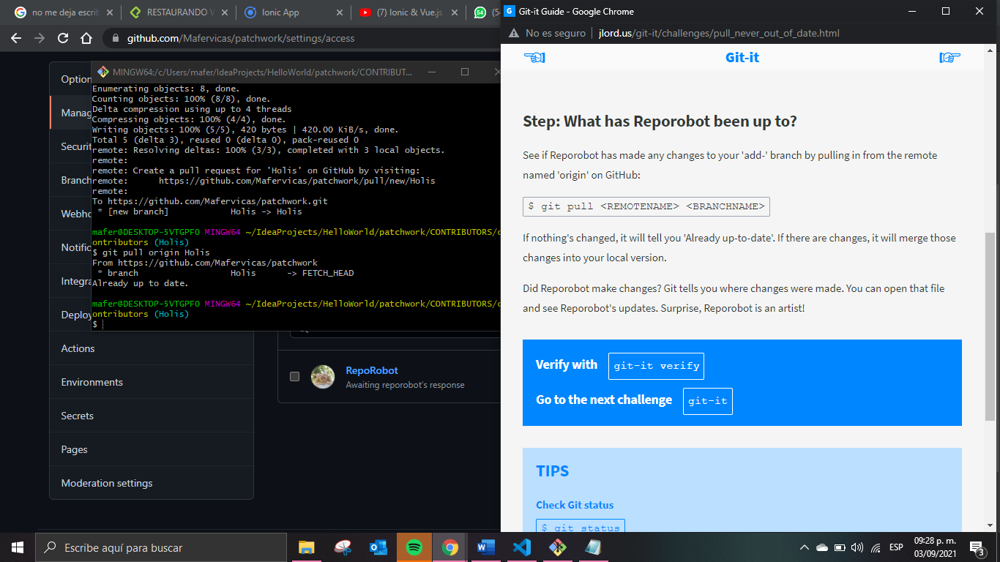 no me deja escrib
RESTAURANDO V
Ionic App
(7) Ionic & Vue.js
(54
github.com/Mafervicas/patchwork/settings/access
Git-it Guide - Google Chrome
No es seguro
jlord.us/git-it/challenges/pull_never_out_of_date.html
Option
Manag
Securit
Branch
Webho
Notific
Integra
Deploy
Actions
Environments
Secrets
Pages
Moderation settings
MINGW64:/c/Users/mafer/IdeaProjects/HelloWorld/patchwork/CONTRIBUT...
Enumerating objects: 8, done.
Counting objects: 100% (8/8), done.
Delta compression using up to 4 threads
Compressing objects: 100% (4/4), done.
Writing objects: 100% (5/5), 420 bytes | 420.00 KiB/s, done.
Total 5 (delta 3), reused 0 (delta 0), pack-reused 0
remote: Resolving deltas: 100% (3/3), completed with 3 local objects.
remote:
remote: Create a pull request for 'Holis' on GitHub by visiting:
remote:      https://github.com/Mafervicas/patchwork/pull/new/Holis
remote:
To https://github.com/Mafervicas/patchwork.git
 * [new branch]            Holis -> Holis
mafer@DESKTOP-5VTGPFO MINGW64 ~/IdeaProjects/HelloWorld/patchwork/CONTRIBUTORS/c
ontributors (Holis)
$ git pull origin Holis
From https://github.com/Mafervicas/patchwork
 * branch                  Holis      -> FETCH_HEAD
Already up to date.
mafer@DESKTOP-5VTGPFO MINGW64 ~/IdeaProjects/HelloWorld/patchwork/CONTRIBUTORS/c
ontributors (Holis)
$
RepoRobot
Awaiting reporobot's response
Git-it
Step: What has Reporobot been up to?
See if Reporobot has made any changes to your 'add-' branch by pulling in from the remote
named 'origin' on GitHub:
$ git pull <REMOTENAME> <BRANCHNAME>
If nothing's changed, it will tell you 'Already up-to-date'. If there are changes, it will merge those
changes into your local version.
Did Reporobot make changes? Git tells you where changes were made. You can open that file
and see Reporobot's updates. Surprise, Reporobot is an artist!
Verify with git-it verify
Go to the next challenge git-it
TIPS
Check Git status
$ git status
Escribe aquí para buscar
ESP
09:28 p. m.
03/09/2021
3